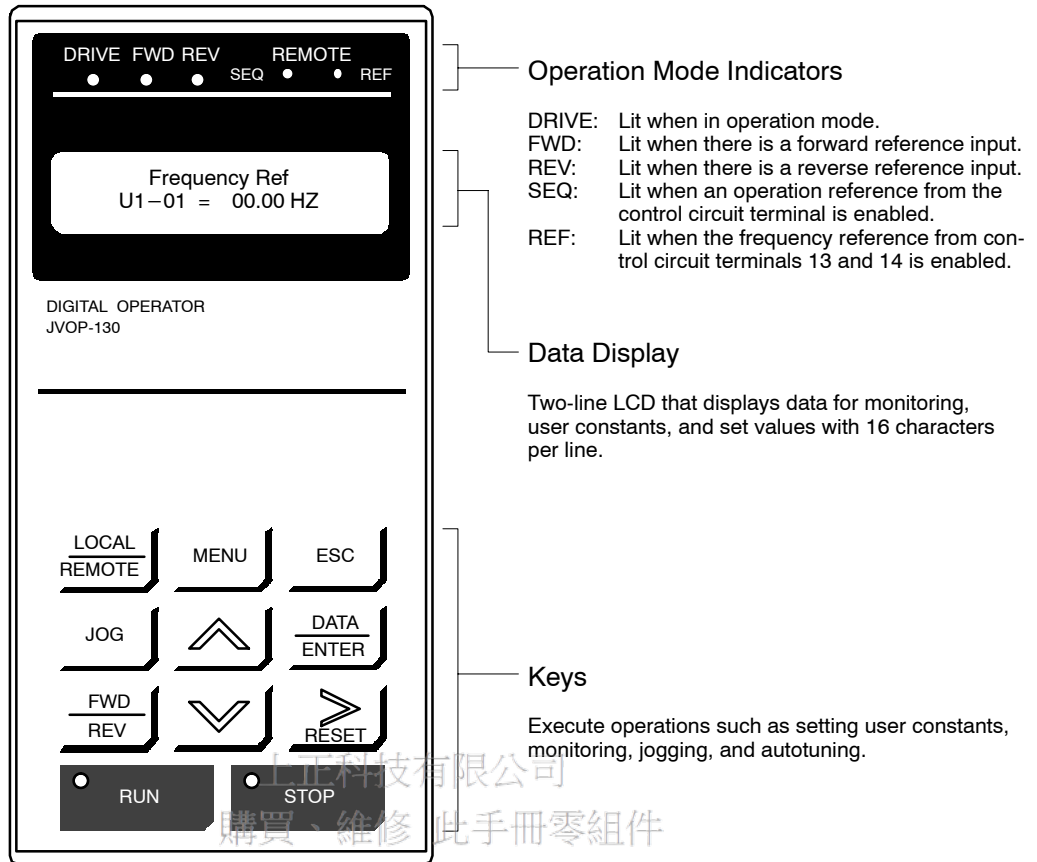 DRIVE FWD REV REMOTE
SEQ REF
Frequency Ref
U1−01 = 00.00 HZ
DIGITAL OPERATOR
JVOP-130
LOCAL
REMOTE
MENU
ESC
JOG
DATA
ENTER
FWD
REV
RESET
RUN
STOP
Operation Mode Indicators
DRIVE: Lit when in operation mode.
FWD: Lit when there is a forward reference input.
REV: Lit when there is a reverse reference input.
SEQ: Lit when an operation reference from the
control circuit terminal is enabled.
REF: Lit when the frequency reference from con-
trol circuit terminals 13 and 14 is enabled.
Data Display
Two-line LCD that displays data for monitoring,
user constants, and set values with 16 characters
per line.
Keys
Execute operations such as setting user constants,
monitoring, jogging, and autotuning.
上正科技有限公司
購買、維修 此手冊零組件